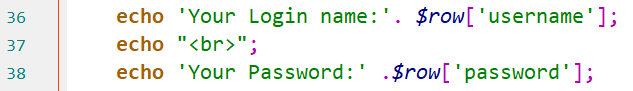 36 echo 'Your Login name:'. $row['username'];
37 echo "<br>";
38 echo 'Your Password:' .$row['password'];